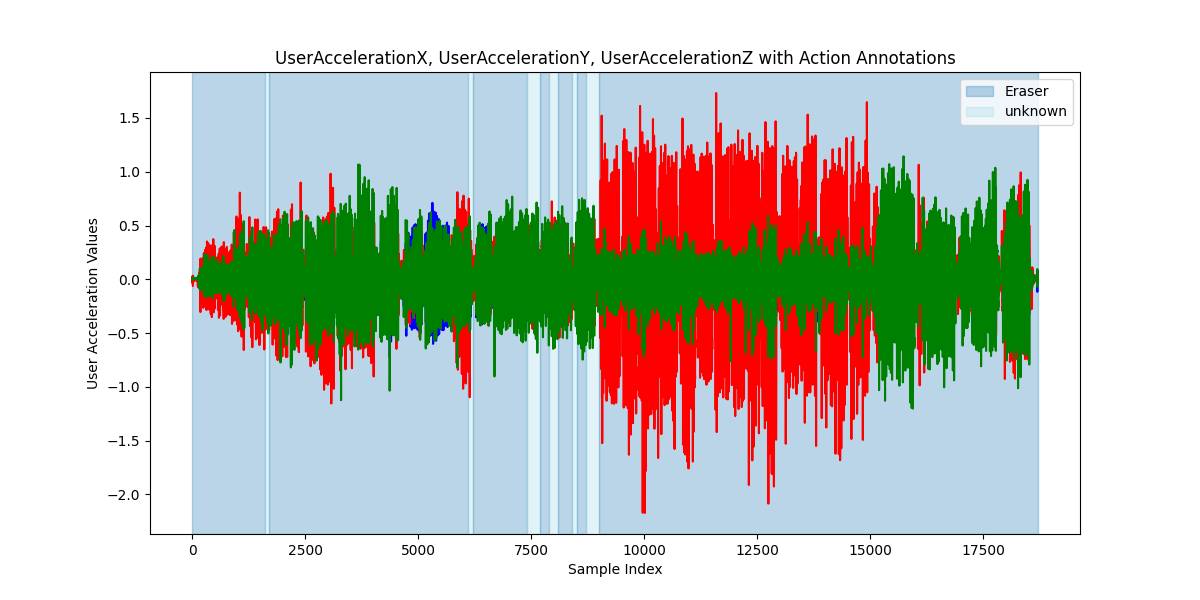 UserAccelerationX, UserAccelerationY, UserAccelerationZ with Action Annotations
Eraser
unknown
User Acceleration Values
1.5
1.0
0.5
0.0
−0.5
−1.0
−1.5
−2.0
0 2500 5000 7500 10000 12500 15000 17500
Sample Index